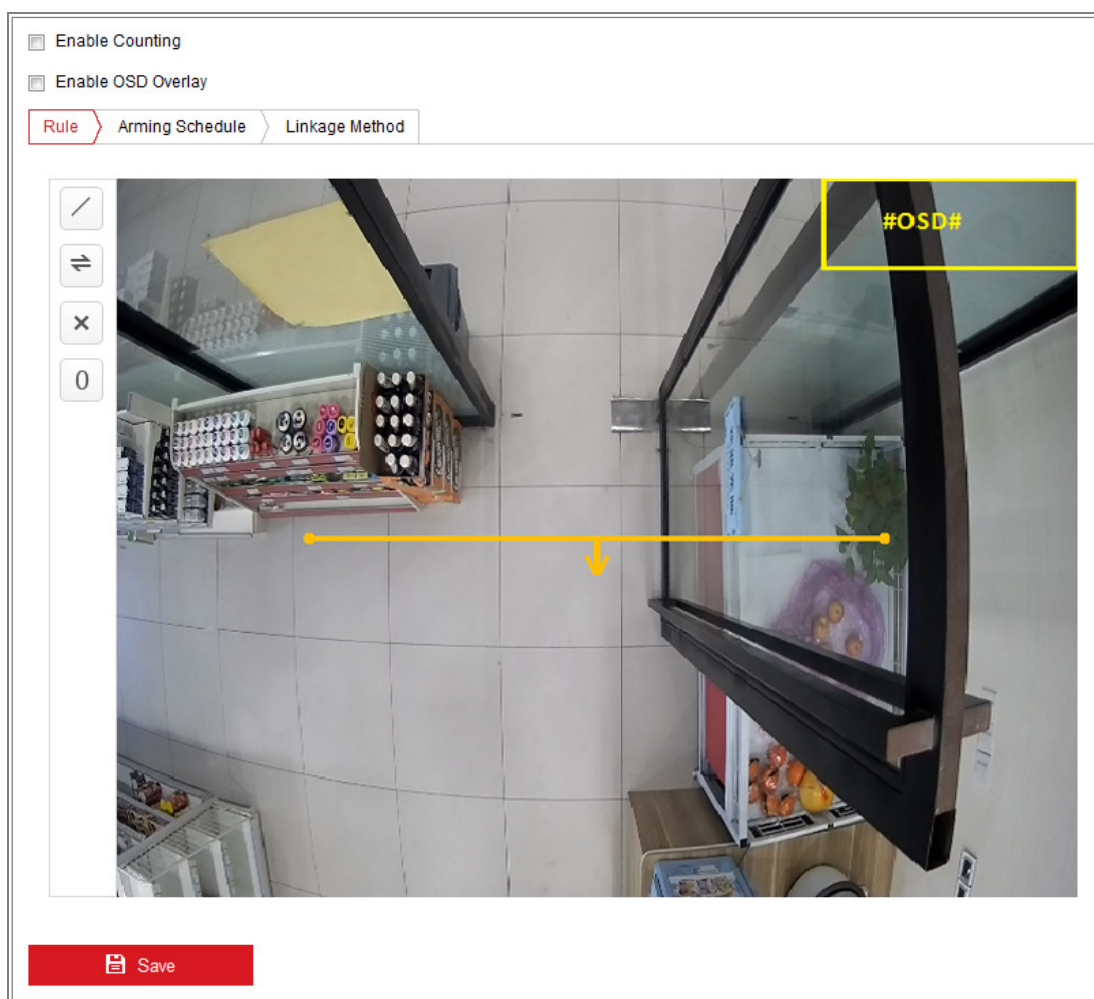 Enable Counting
Enable OSD Overlay
Rule Arming Schedule Linkage Method
#OSD#
0
Save